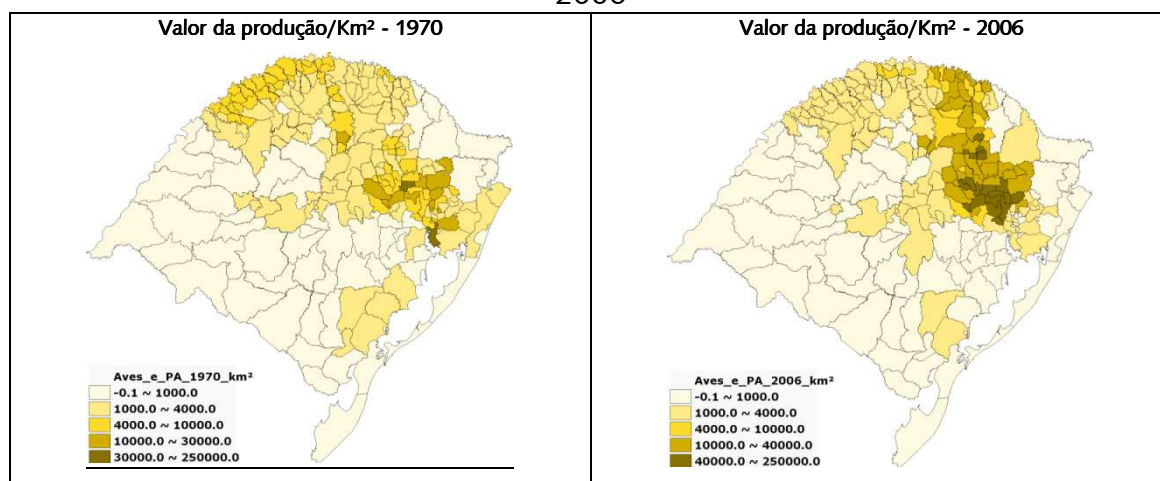 Valor da produção/Km² - 1970
Aves_e_PA_1970_km²
-0.1 ~ 1000.0
1000.0 ~ 4000.0
4000.0 ~ 10000.0
10000.0 ~ 30000.0
30000.0 ~ 250000.0
Valor da produção/Km² - 2006
Aves_e_PA_2006_km²
-0.1 ~ 1000.0
1000.0 ~ 4000.0
4000.0 ~ 10000.0
10000.0 ~ 40000.0
40000.0 ~ 250000.0